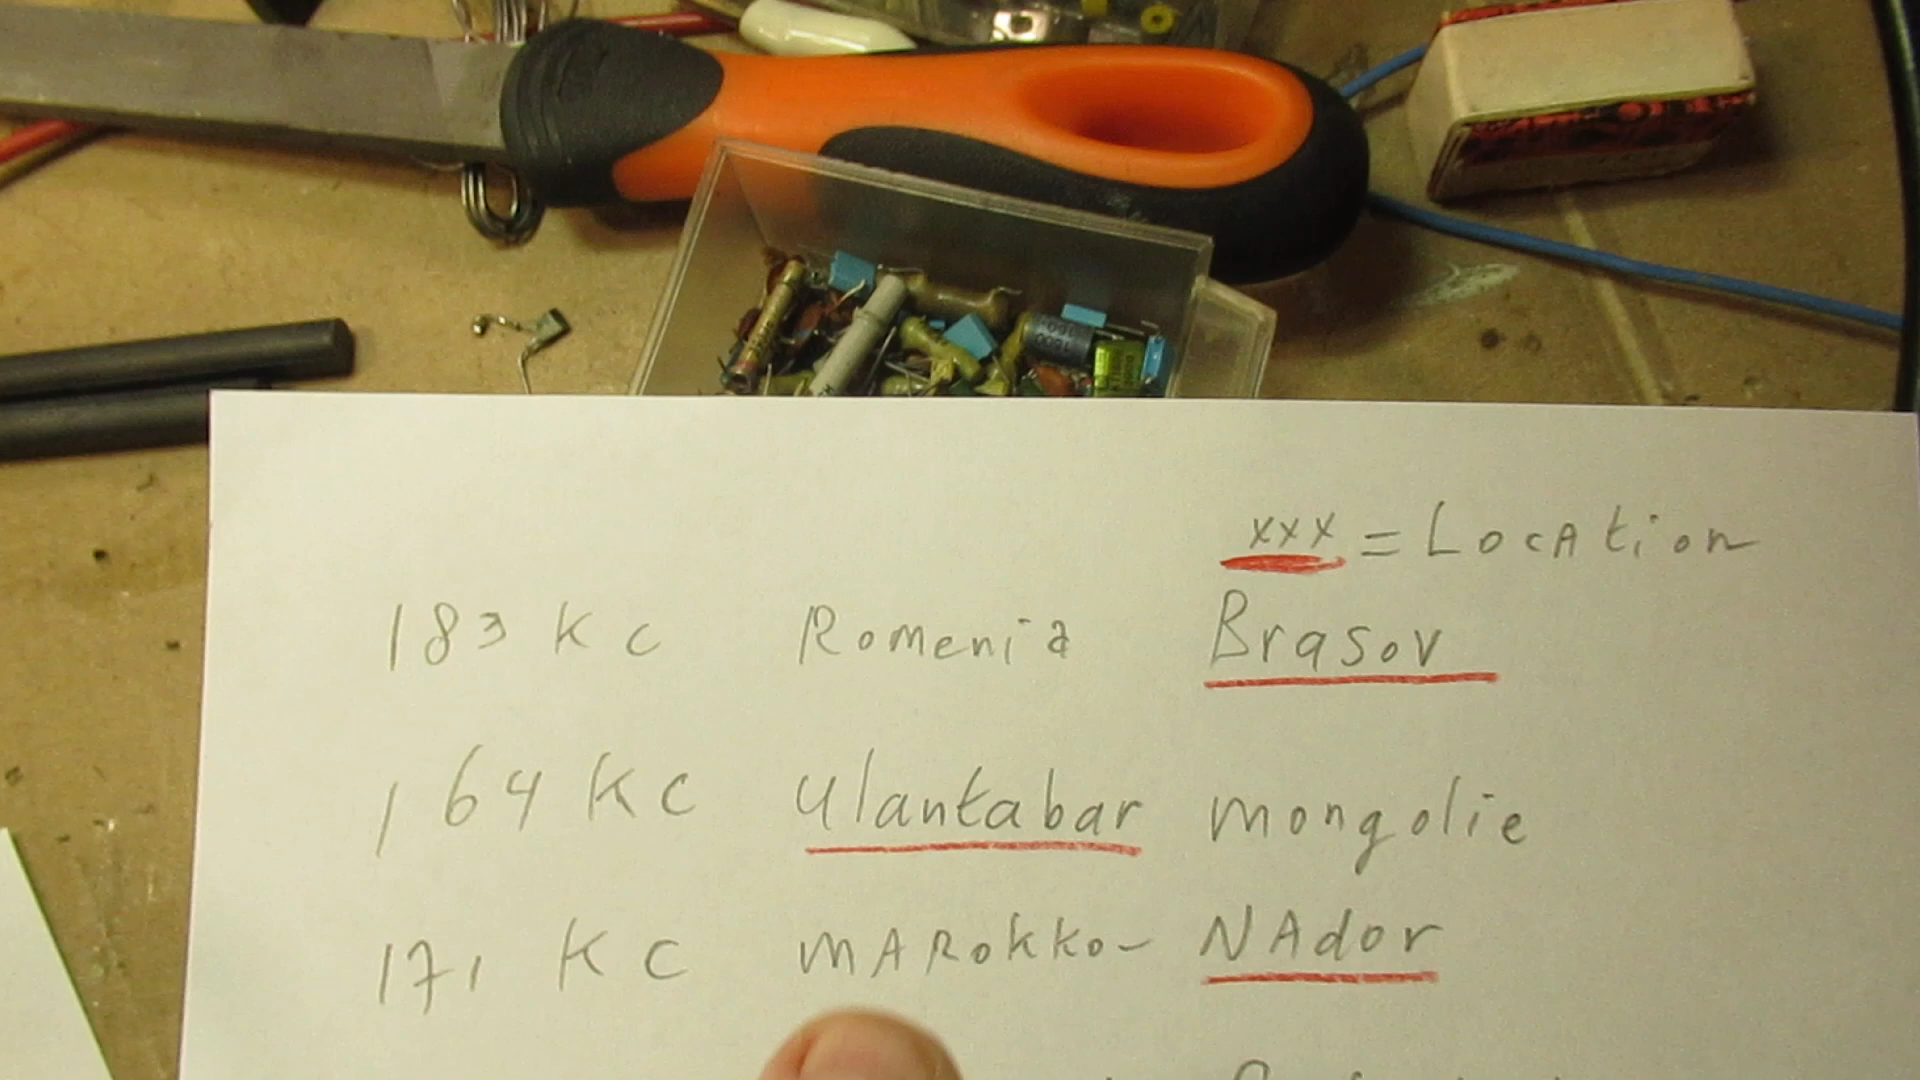 xxx = Location
183 KC Romenia Brasov
164 KC Ulantabar mongolie
171 KC MARokko- NAdor